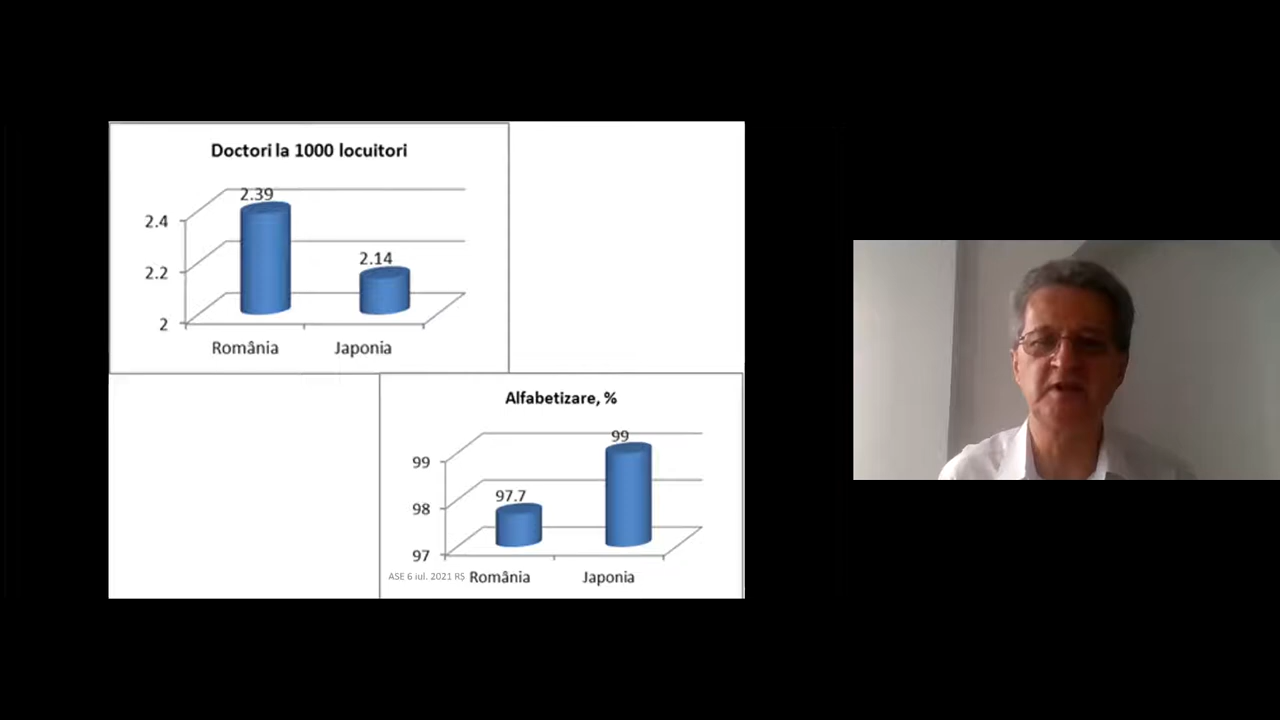 Doctori la 1000 locuitori
2.39
2.14
2.4
2.2
2
România Japonia
Alfabetizare, %
99
97.7
99
98
97
România Japonia
ASE 6 iul. 2021 RȘ